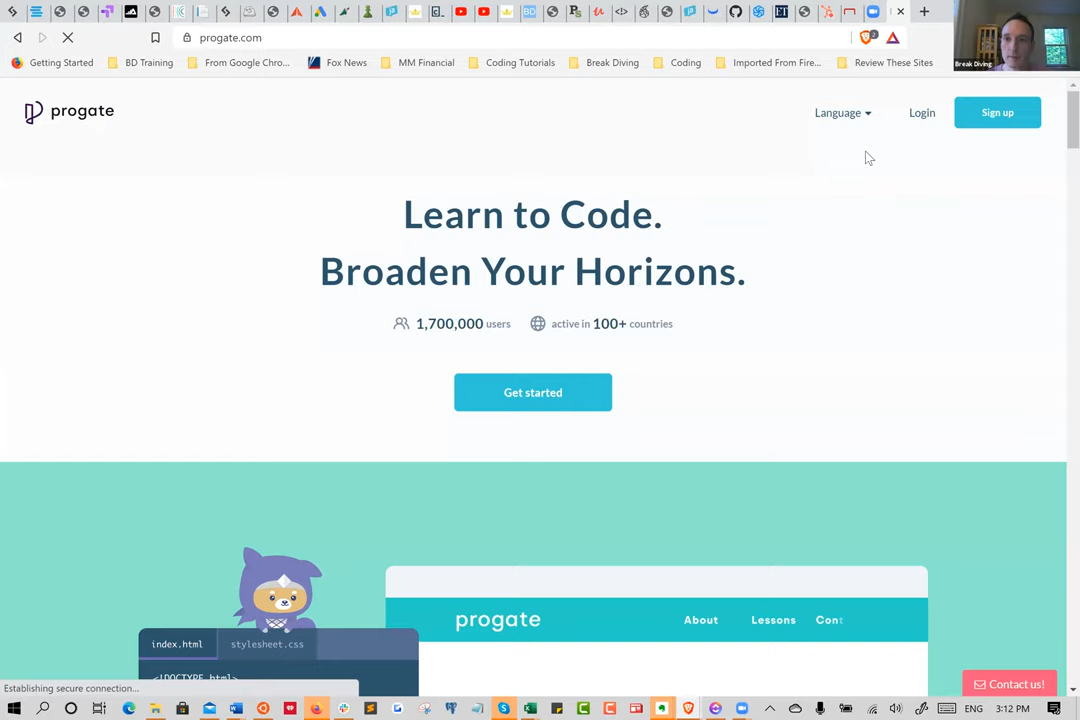 progate.com
2
Break Diving
Getting Started
BD Training
From Google Chro...
Fox News
MM Financial
Coding Tutorials
Break Diving
Coding
Imported From Fire...
Review These Sites
progate
Language
Login
Sign up
Learn to Code.
Broaden Your Horizons.
1,700,000 users
active in 100+ countries
Get started
progate
About
Lessons
Cont
index.html
stylesheet.css
<!DOCTYPE html>
Establishing secure connection...
Contact us!
ENG
3:12 PM